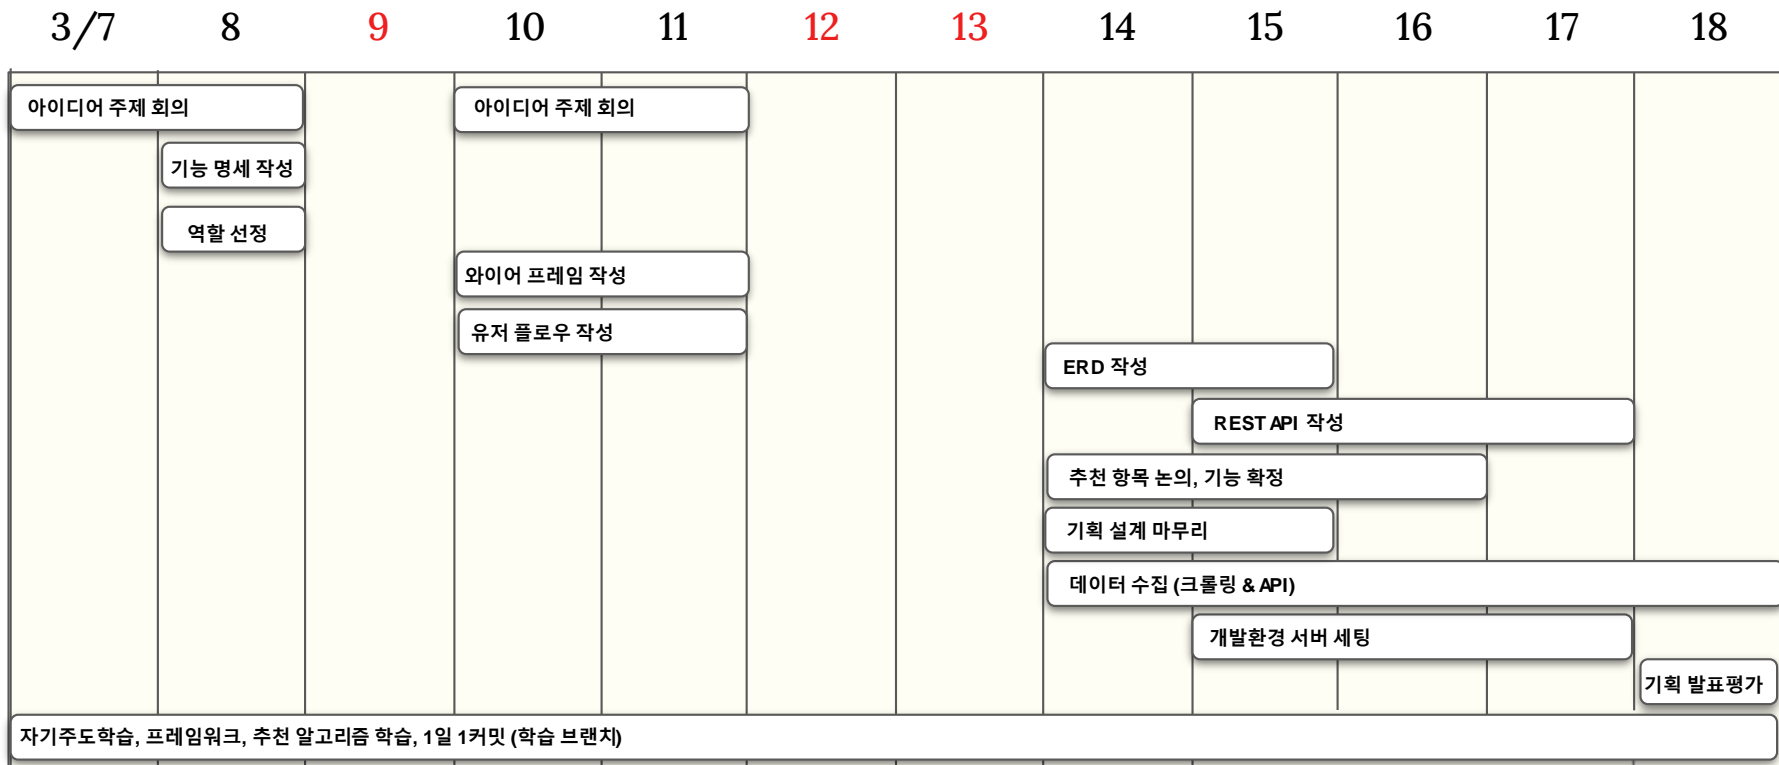 3/7 8 9 10 11 12 13 14 15 16 17 18
아이디어 주제 회의 아이디어 주제 회의
기능 명세 작성
역할 선정
와이어 프레임 작성
유저 플로우 작성
ERD 작성
REST API 작성
추천 항목 논의, 기능 확정
기획 설계 마무리
데이터 수집 (크롤링 & API)
개발환경 서버 세팅
기획 발표평가
자기주도학습, 프레임워크, 추천 알고리즘 학습, 1일 1커밋 (학습 브랜치)